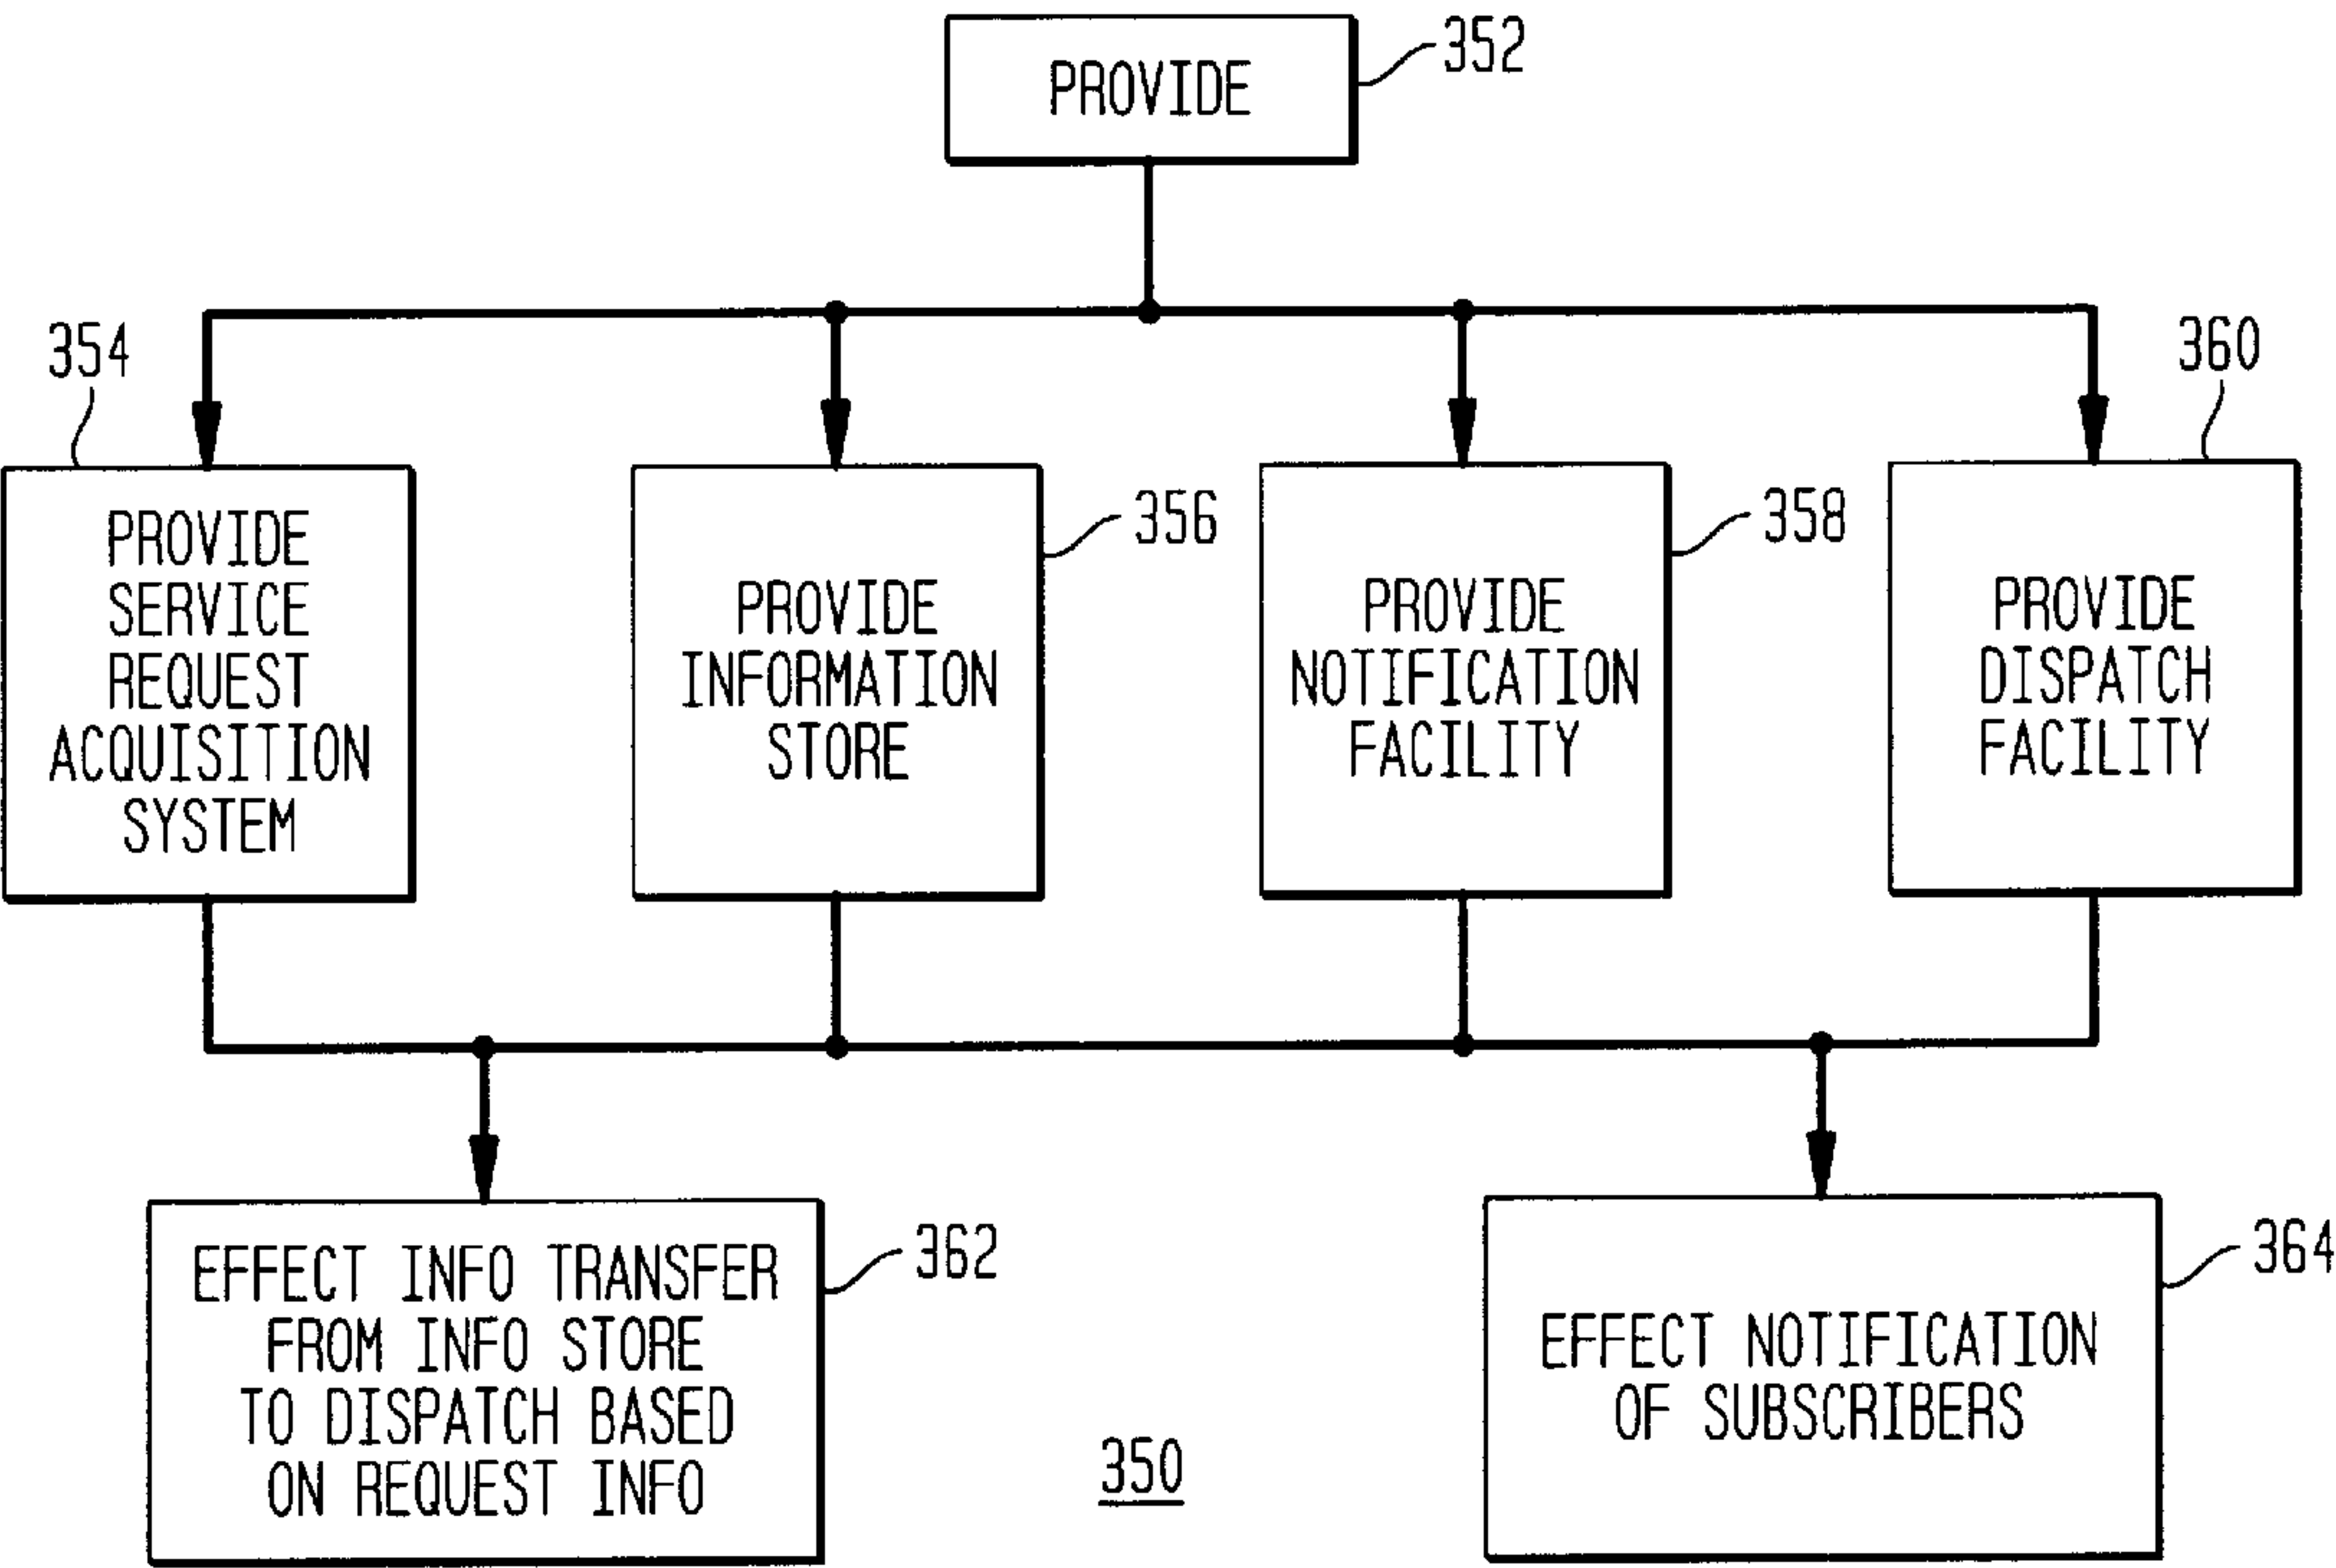 PROVIDE
352
354
PROVIDE
SERVICE
REQUEST
ACQUISITION
SYSTEM
356
PROVIDE
INFORMATION
STORE
358
PROVIDE
NOTIFICATION
FACILITY
360
PROVIDE
DISPATCH
FACILITY
362
EFFECT INFO TRANSFER
FROM INFO STORE
TO DISPATCH BASED
ON REQUEST INFO
364
EFFECT NOTIFICATION
OF SUBSCRIBERS
350